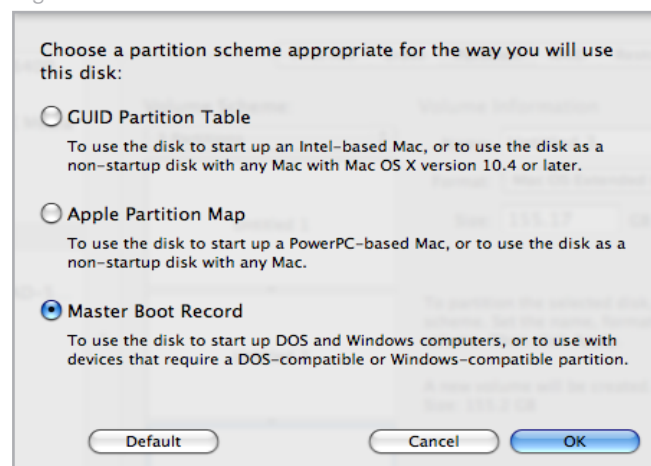 Choose a partition scheme appropriate for the way you will use
this disk:
GUID Partition Table
To use the disk to start up an Intel-based Mac, or to use the disk as a
non-startup disk with any Mac with Mac OS X version 10.4 or later.
Apple Partition Map
To use the disk to start up a PowerPC-based Mac, or to use the disk as a
non-startup disk with any Mac.
Master Boot Record
To use the disk to start up DOS and Windows computers, or to use with
devices that require a DOS-compatible or Windows-compatible partition.
Default
Cancel
OK